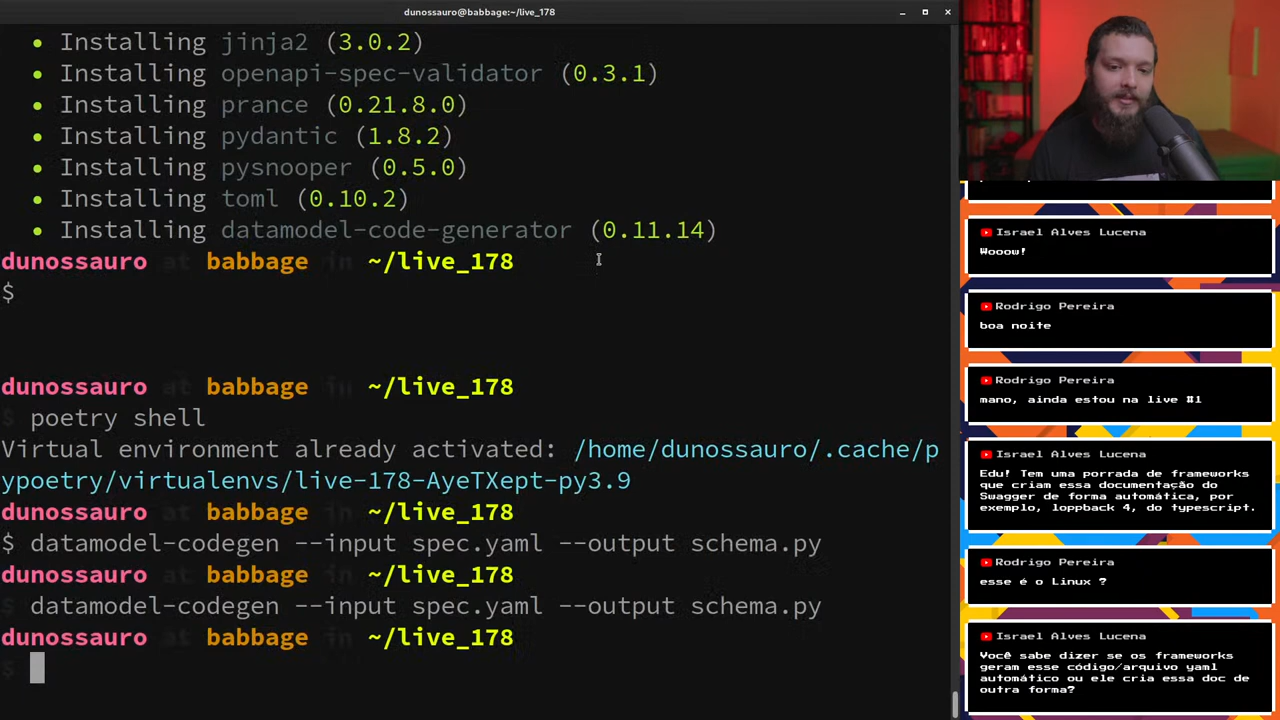 dunossauro@babbage:~/live_178
• Installing jinja2 (3.0.2)
• Installing openapi-spec-validator (0.3.1)
• Installing prance (0.21.8.0)
• Installing pydantic (1.8.2)
• Installing pysnooper (0.5.0)
• Installing toml (0.10.2)
• Installing datamodel-code-generator (0.11.14)
dunossauro at babbage in ~/live_178
$
dunossauro at babbage in ~/live_178
$ poetry shell
Virtual environment already activated: /home/dunossauro/.cache/p
ypoetry/virtualenvs/live-178-AyeTXept-py3.9
dunossauro at babbage in ~/live_178
$ datamodel-codegen --input spec.yaml --output schema.py
dunossauro at babbage in ~/live_178
$ datamodel-codegen --input spec.yaml --output schema.py
dunossauro at babbage in ~/live_178
$
Israel Alves Lucena
Wooow!
Rodrigo Pereira
boa noite
Rodrigo Pereira
mano, ainda estou na live #1
Israel Alves Lucena
Edu! Tem uma porrada de frameworks
que criam essa documentação do
Swagger de forma automática, por
exemplo, loppback 4, do typescript.
Rodrigo Pereira
esse é o Linux ?
Israel Alves Lucena
Você sabe dizer se os frameworks
geram esse código/arquivo yaml
automático ou ele cria essa doc de
outra forma?